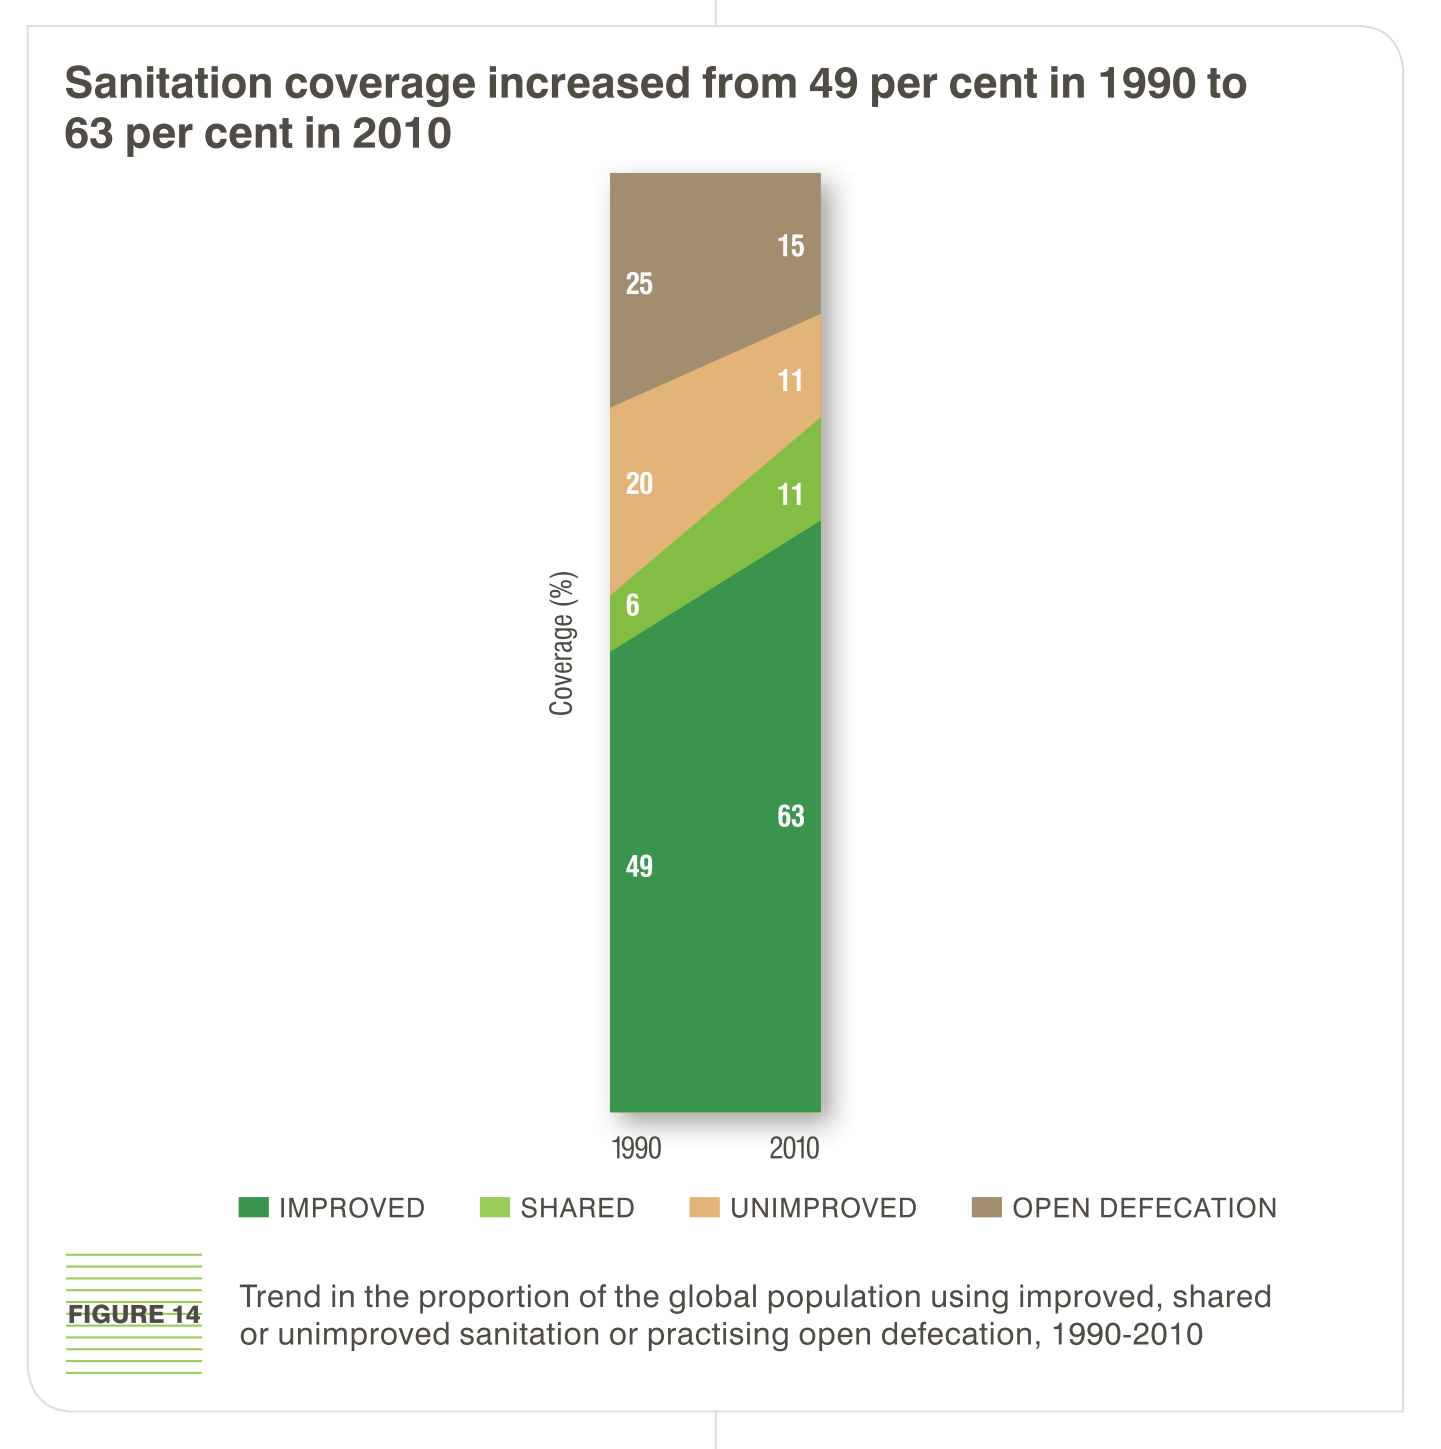 Sanitation coverage increased from 49 per cent in 1990 to
63 per cent in 2010
15
25
11
20
11
6
Coverage (%)
63
49
1990 2010
IMPROVED SHARED UNIMPROVED OPEN DEFECATION
FIGURE 14
Trend in the proportion of the global population using improved, shared
or unimproved sanitation or practising open defecation, 1990-2010